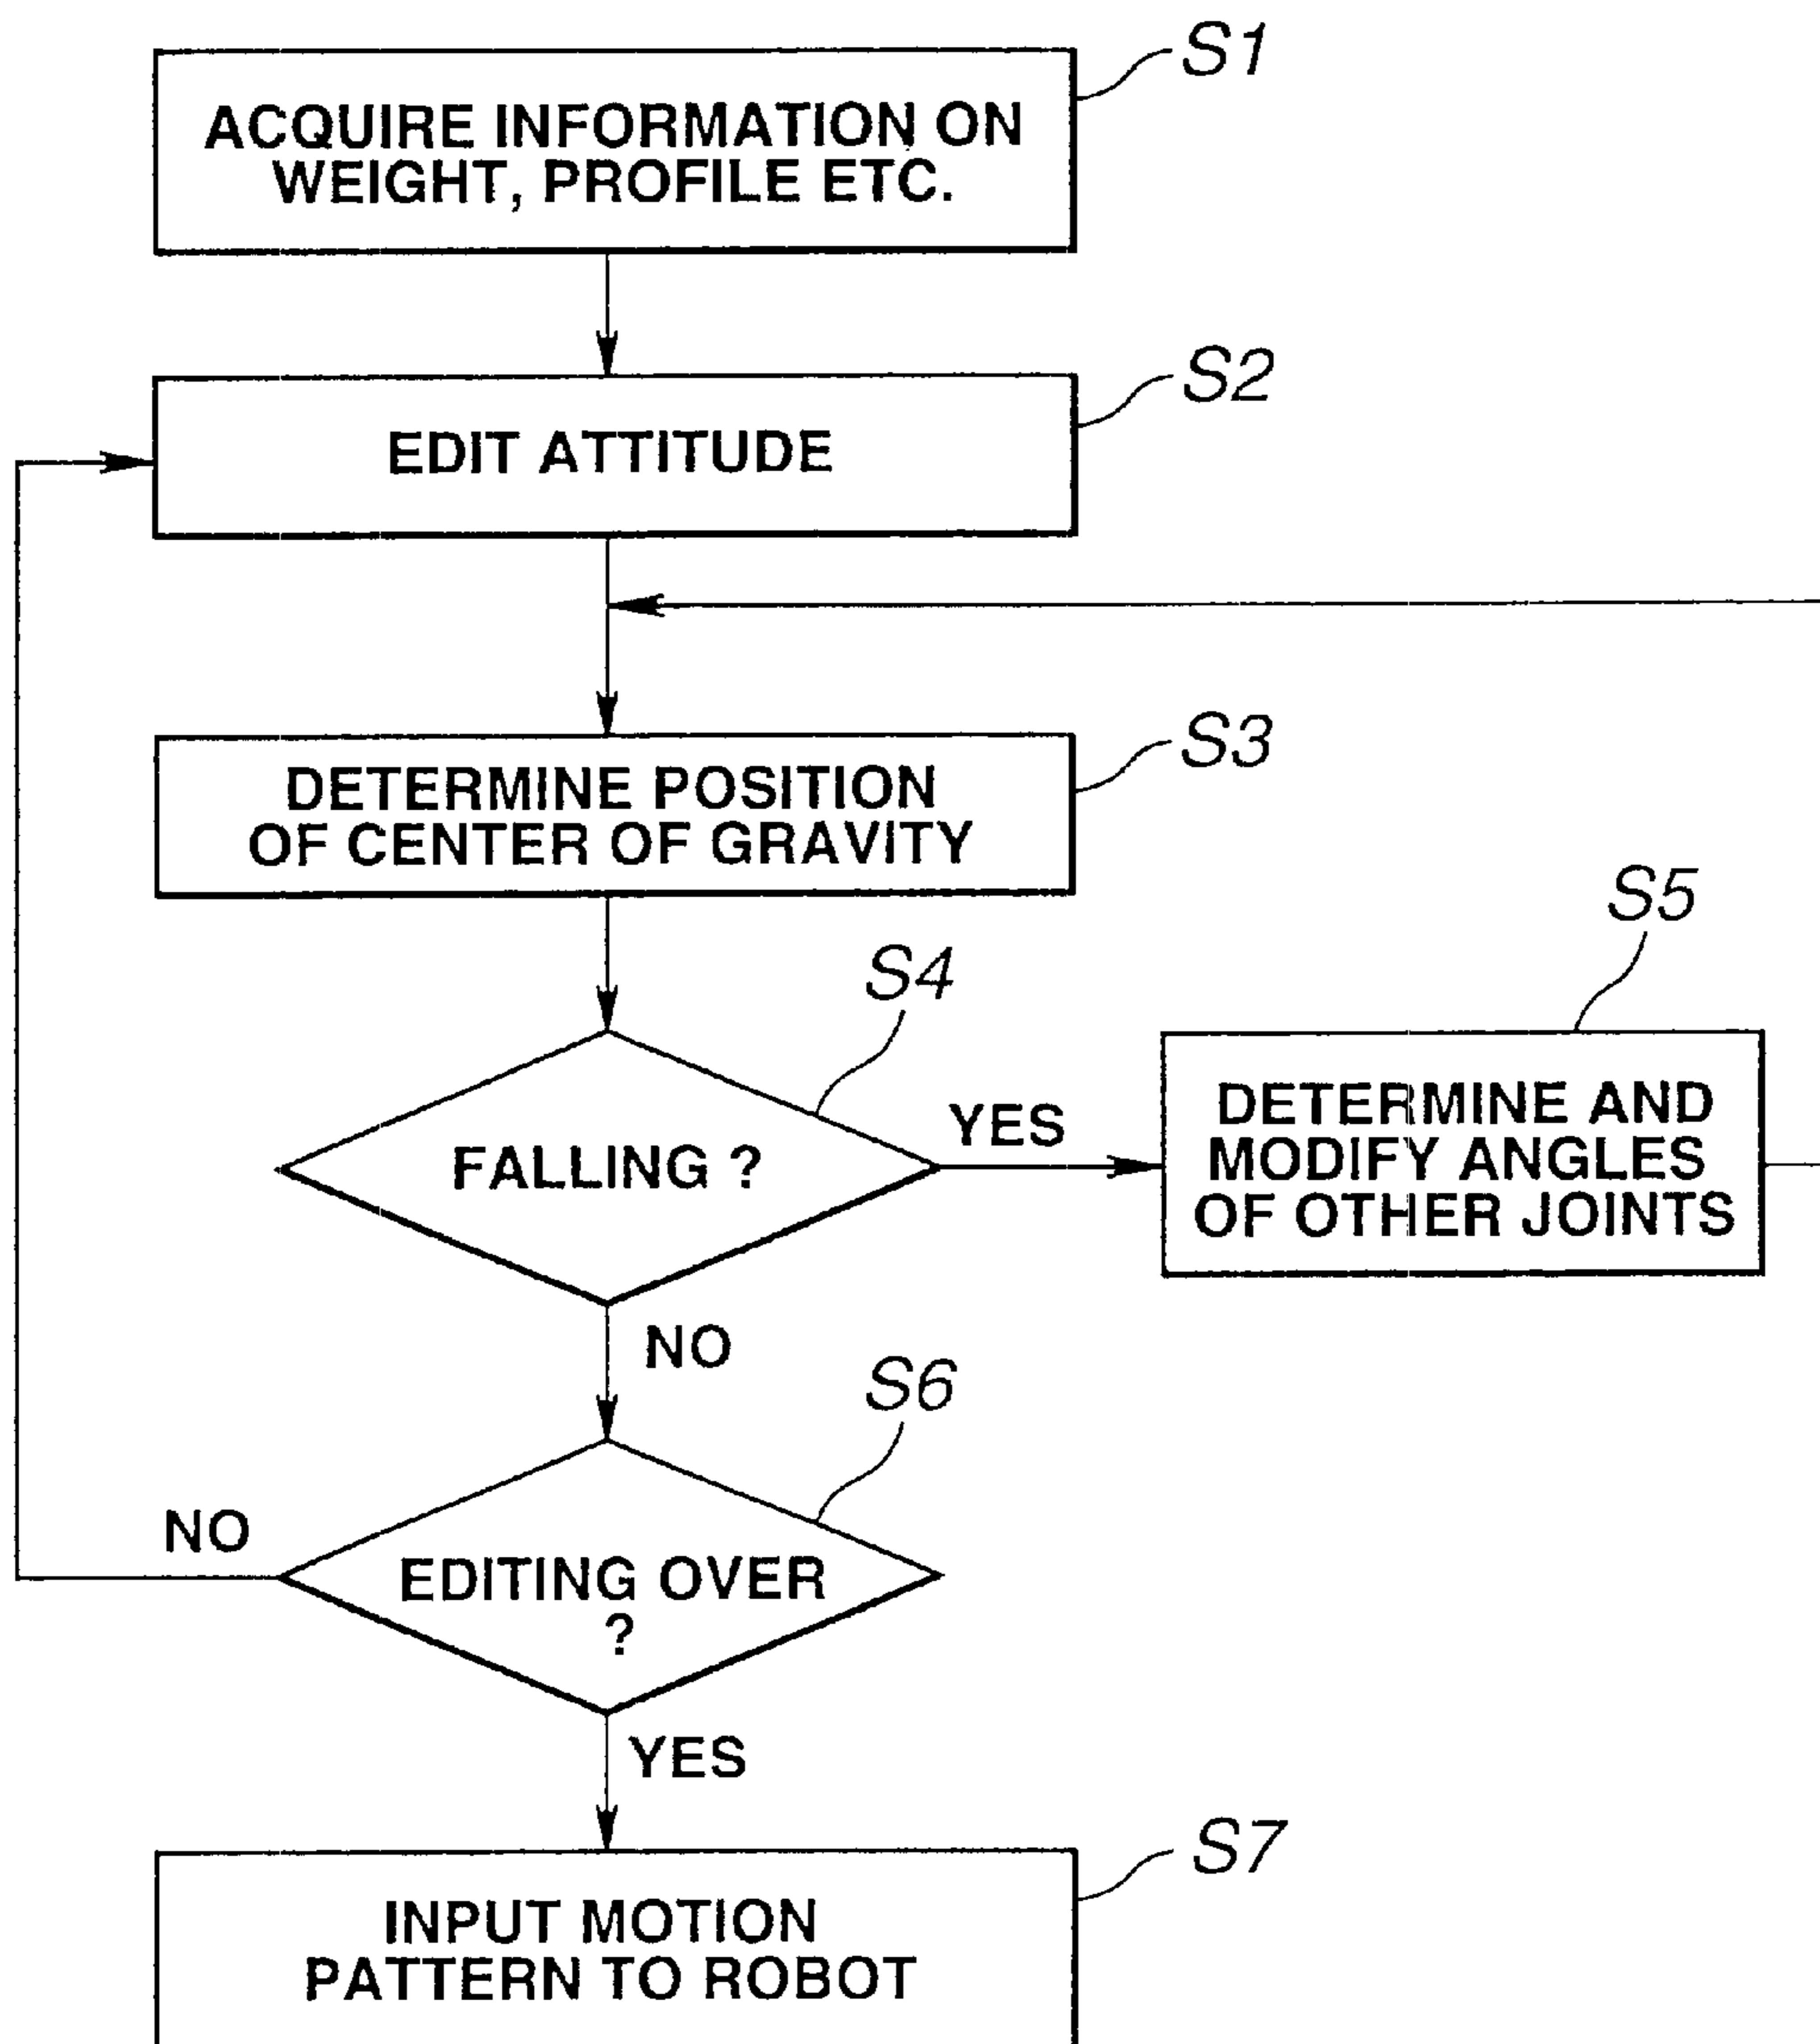 S1
ACQUIRE INFORMATION ON
WEIGHT, PROFILE ETC.
S2
EDIT ATTITUDE
S3
DETERMINE POSITION
OF CENTER OF GRAVITY
S4
FALLING ?
YES
S5
DETERMINE AND
MODIFY ANGLES
OF OTHER JOINTS
NO
S6
EDITING OVER
?
NO
YES
S7
INPUT MOTION
PATTERN TO ROBOT